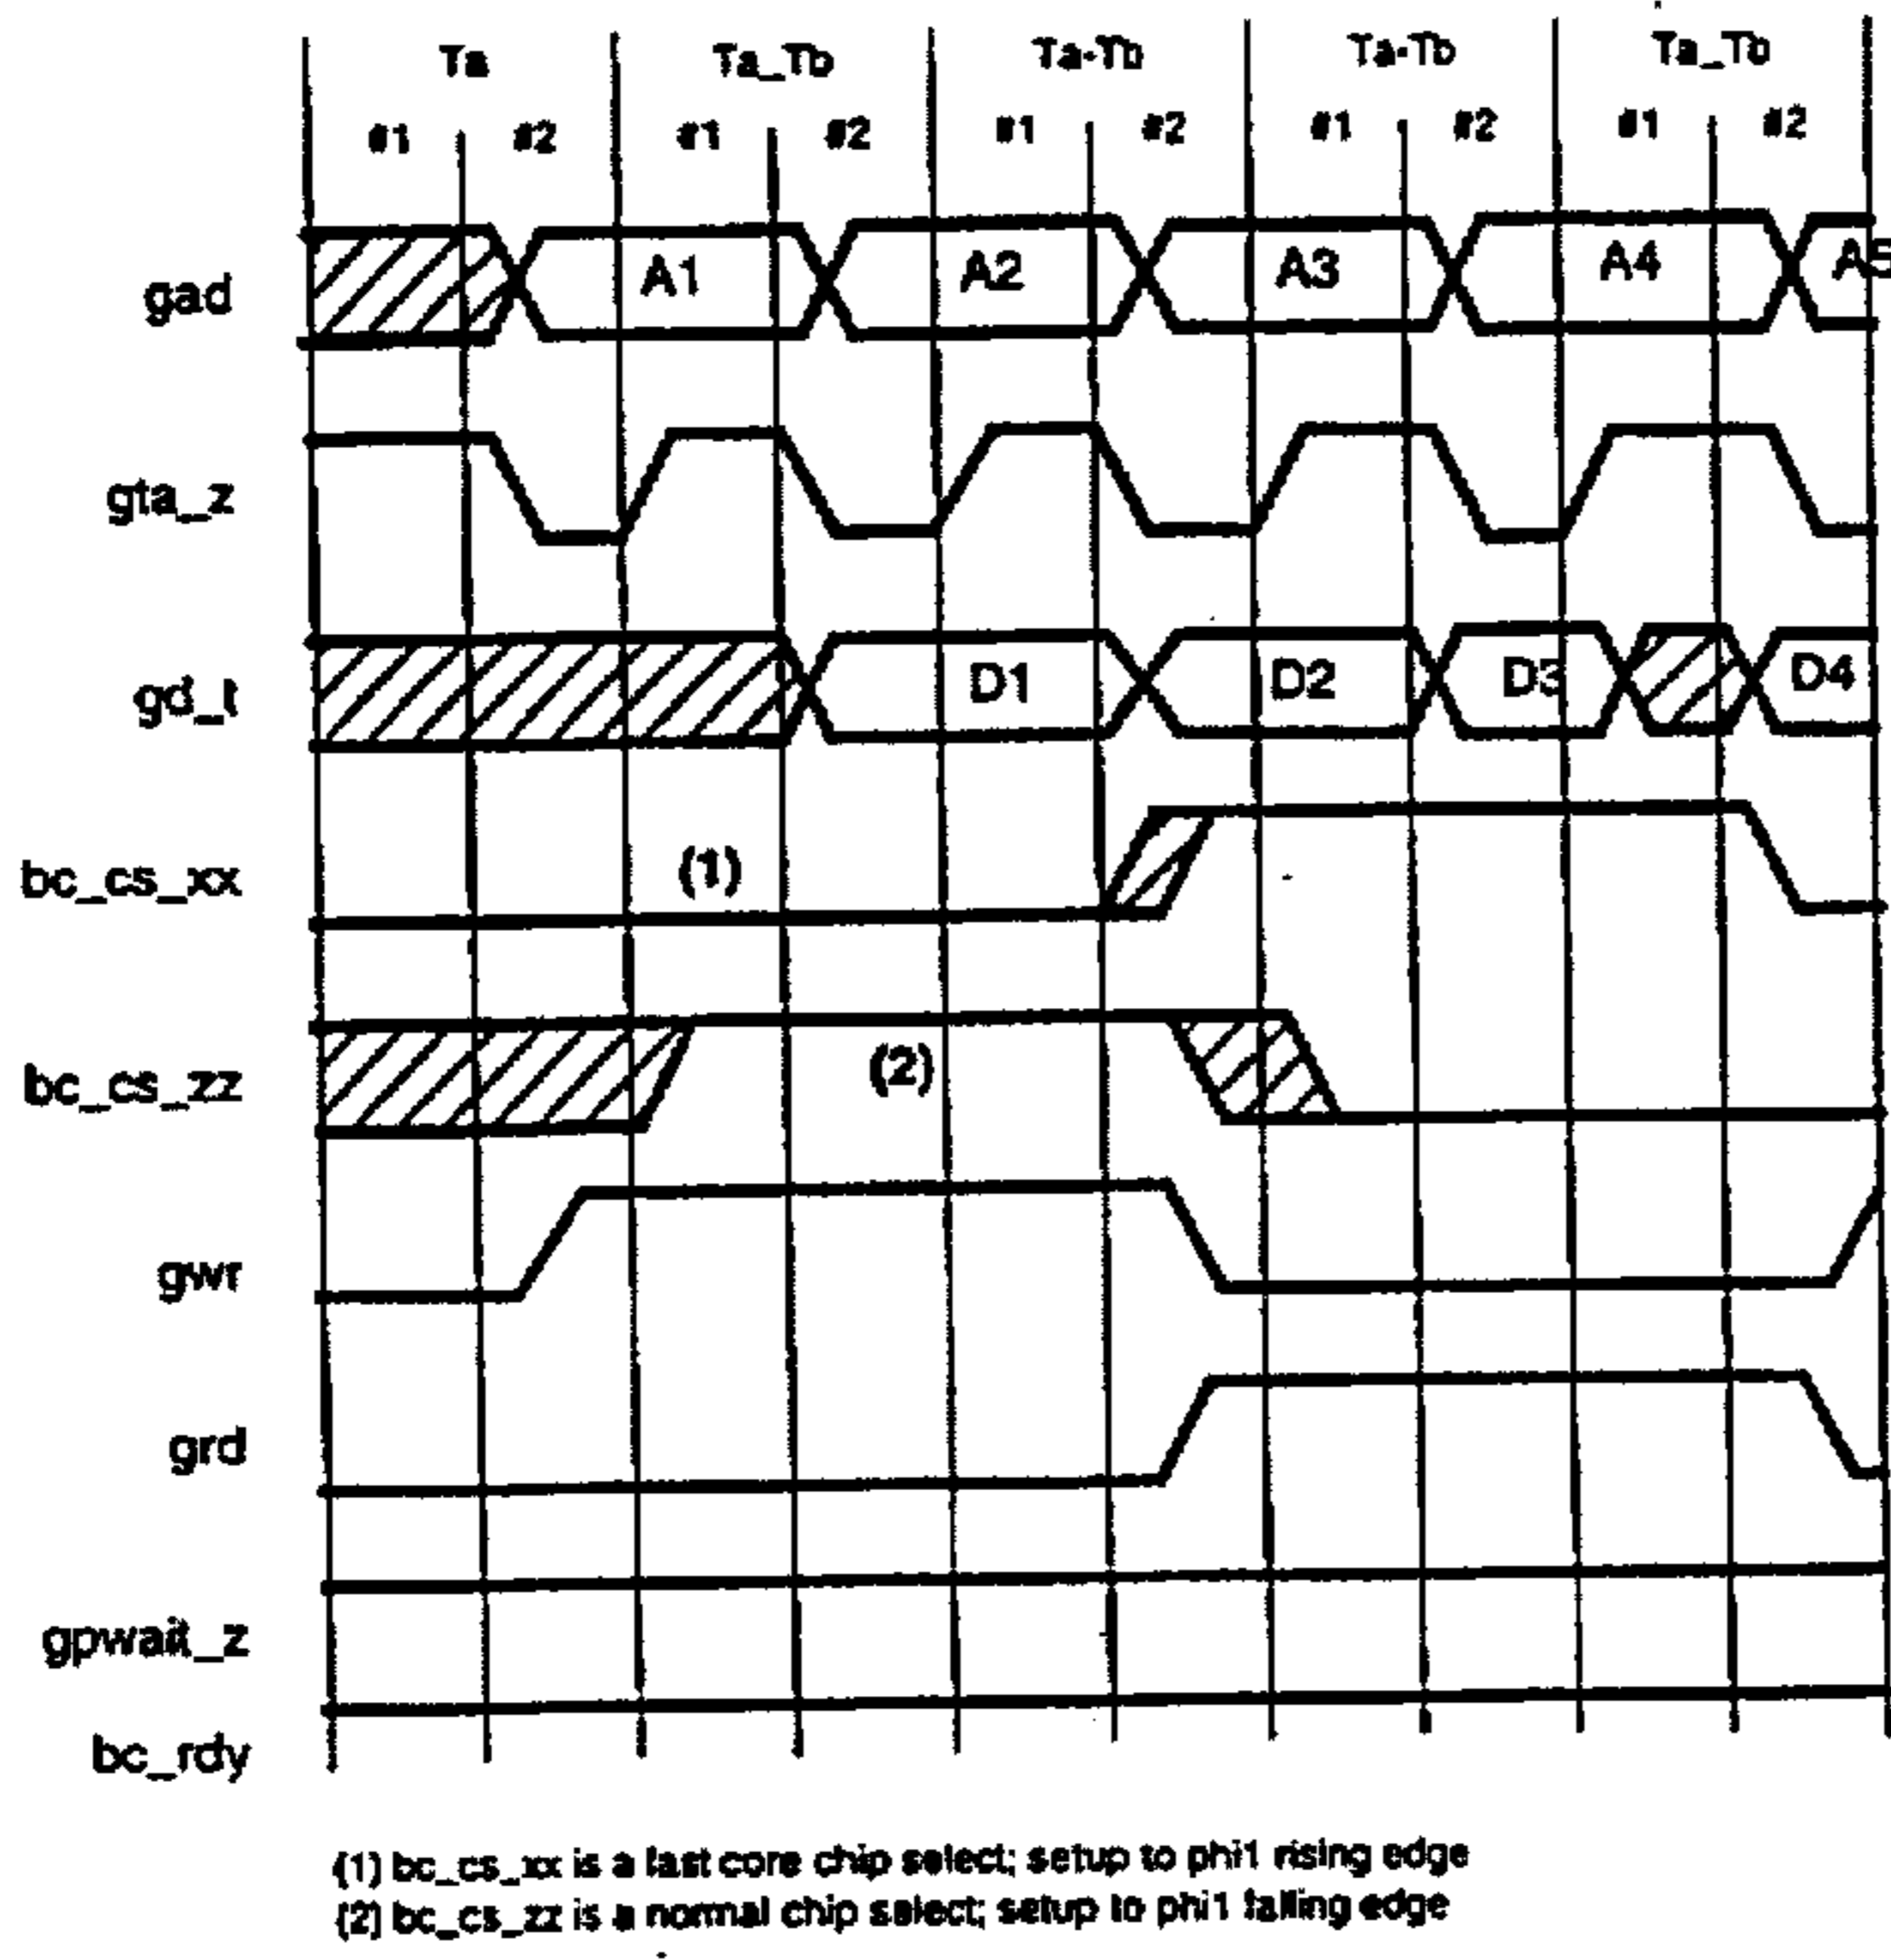 Ta Ta_Tb Ta-Tb Ta-Tb Ta_Tb
#1 #2 #1 #2 #1 #2 #1 #2 #1 #2
gad A1 A2 A3 A4 A5
gta_z
gd_t D1 D2 D3 D4
bc_cs_xx (1)
bc_cs_zz (2)
gwr
grd
gpwait_z
bc_rdy
(1) bc_cs_xx is a fast core chip select; setup to phi1 rising edge
(2) bc_cs_zz is a normal chip select; setup to phi1 falling edge